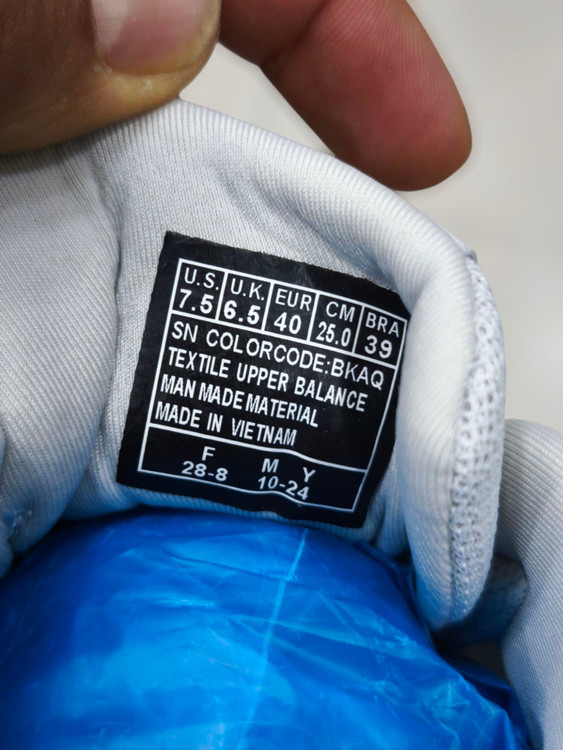 U.S. U.K. EUR CM BRA
7.5 6.5 40 25.0 39
SN COLORCODE:BKAQ
TEXTILE UPPER BALANCE
MAN MADE MATERIAL
MADE IN VIETNAM
F M Y
28-8 10-24